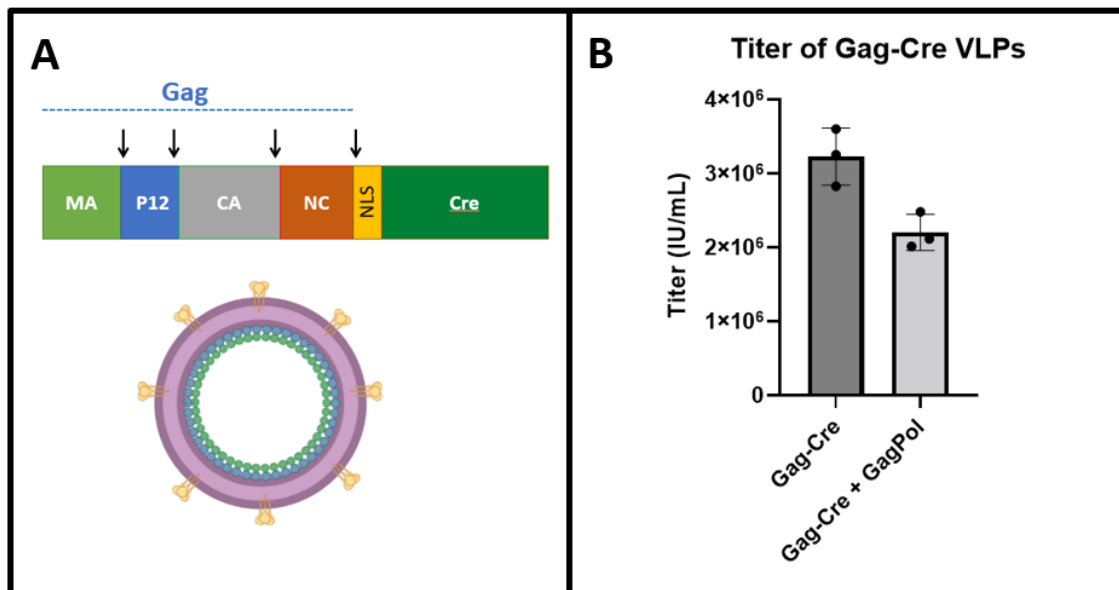 A
Gag
MA P12 CA NC NLS Cre
B
Titer of Gag-Cre VLPs
Titer (IU/mL)
4×10⁶
3×10⁶
2×10⁶
1×10⁶
0
Gag-Cre
Gag-Cre + GagPol